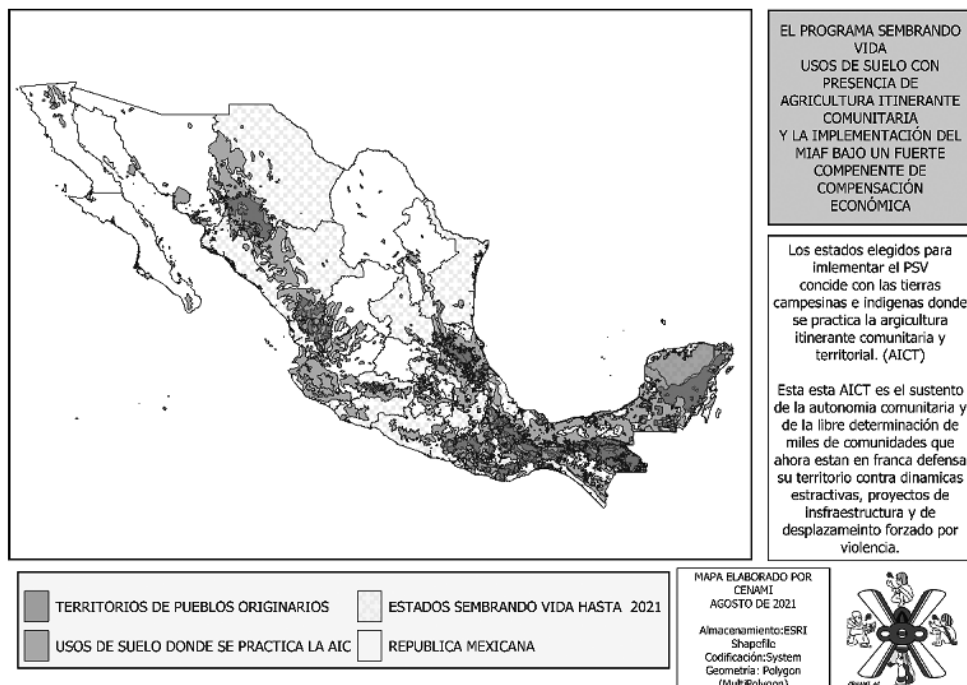 EL PROGRAMA SEMBRANDO
VIDA
USOS DE SUELO CON
PRESENCIA DE
AGRICULTURA ITINERANTE
COMUNITARIA
Y LA IMPLEMENTACIÓN DEL
MIAF BAJO UN FUERTE
COMPENENTE DE
COMPENSACIÓN
ECONÓMICA
Los estados elegidos para
imlementar el PSV
concide con las tierras
campesinas e indigenas donde
se practica la argicultura
itinerante comunitaria y
territorial. (AICT)
Esta esta AICT es el sustento
de la autonomia comunitaria y
de la libre determinación de
miles de comunidades que
ahora estan en franca defensa
su territorio contra dinamicas
estractivas, proyectos de
insfraestructura y de
desplazameinto forzado por
violencia.
TERRITORIOS DE PUEBLOS ORIGINARIOS
USOS DE SUELO DONDE SE PRACTICA LA AIC
ESTADOS SEMBRANDO VIDA HASTA 2021
REPUBLICA MEXICANA
MAPA ELABORADO POR
CENAMI
AGOSTO DE 2021
Almacenamiento:ESRI
Shapefile
Codificación:System
Geometría: Polygon
(MultiPolygon)